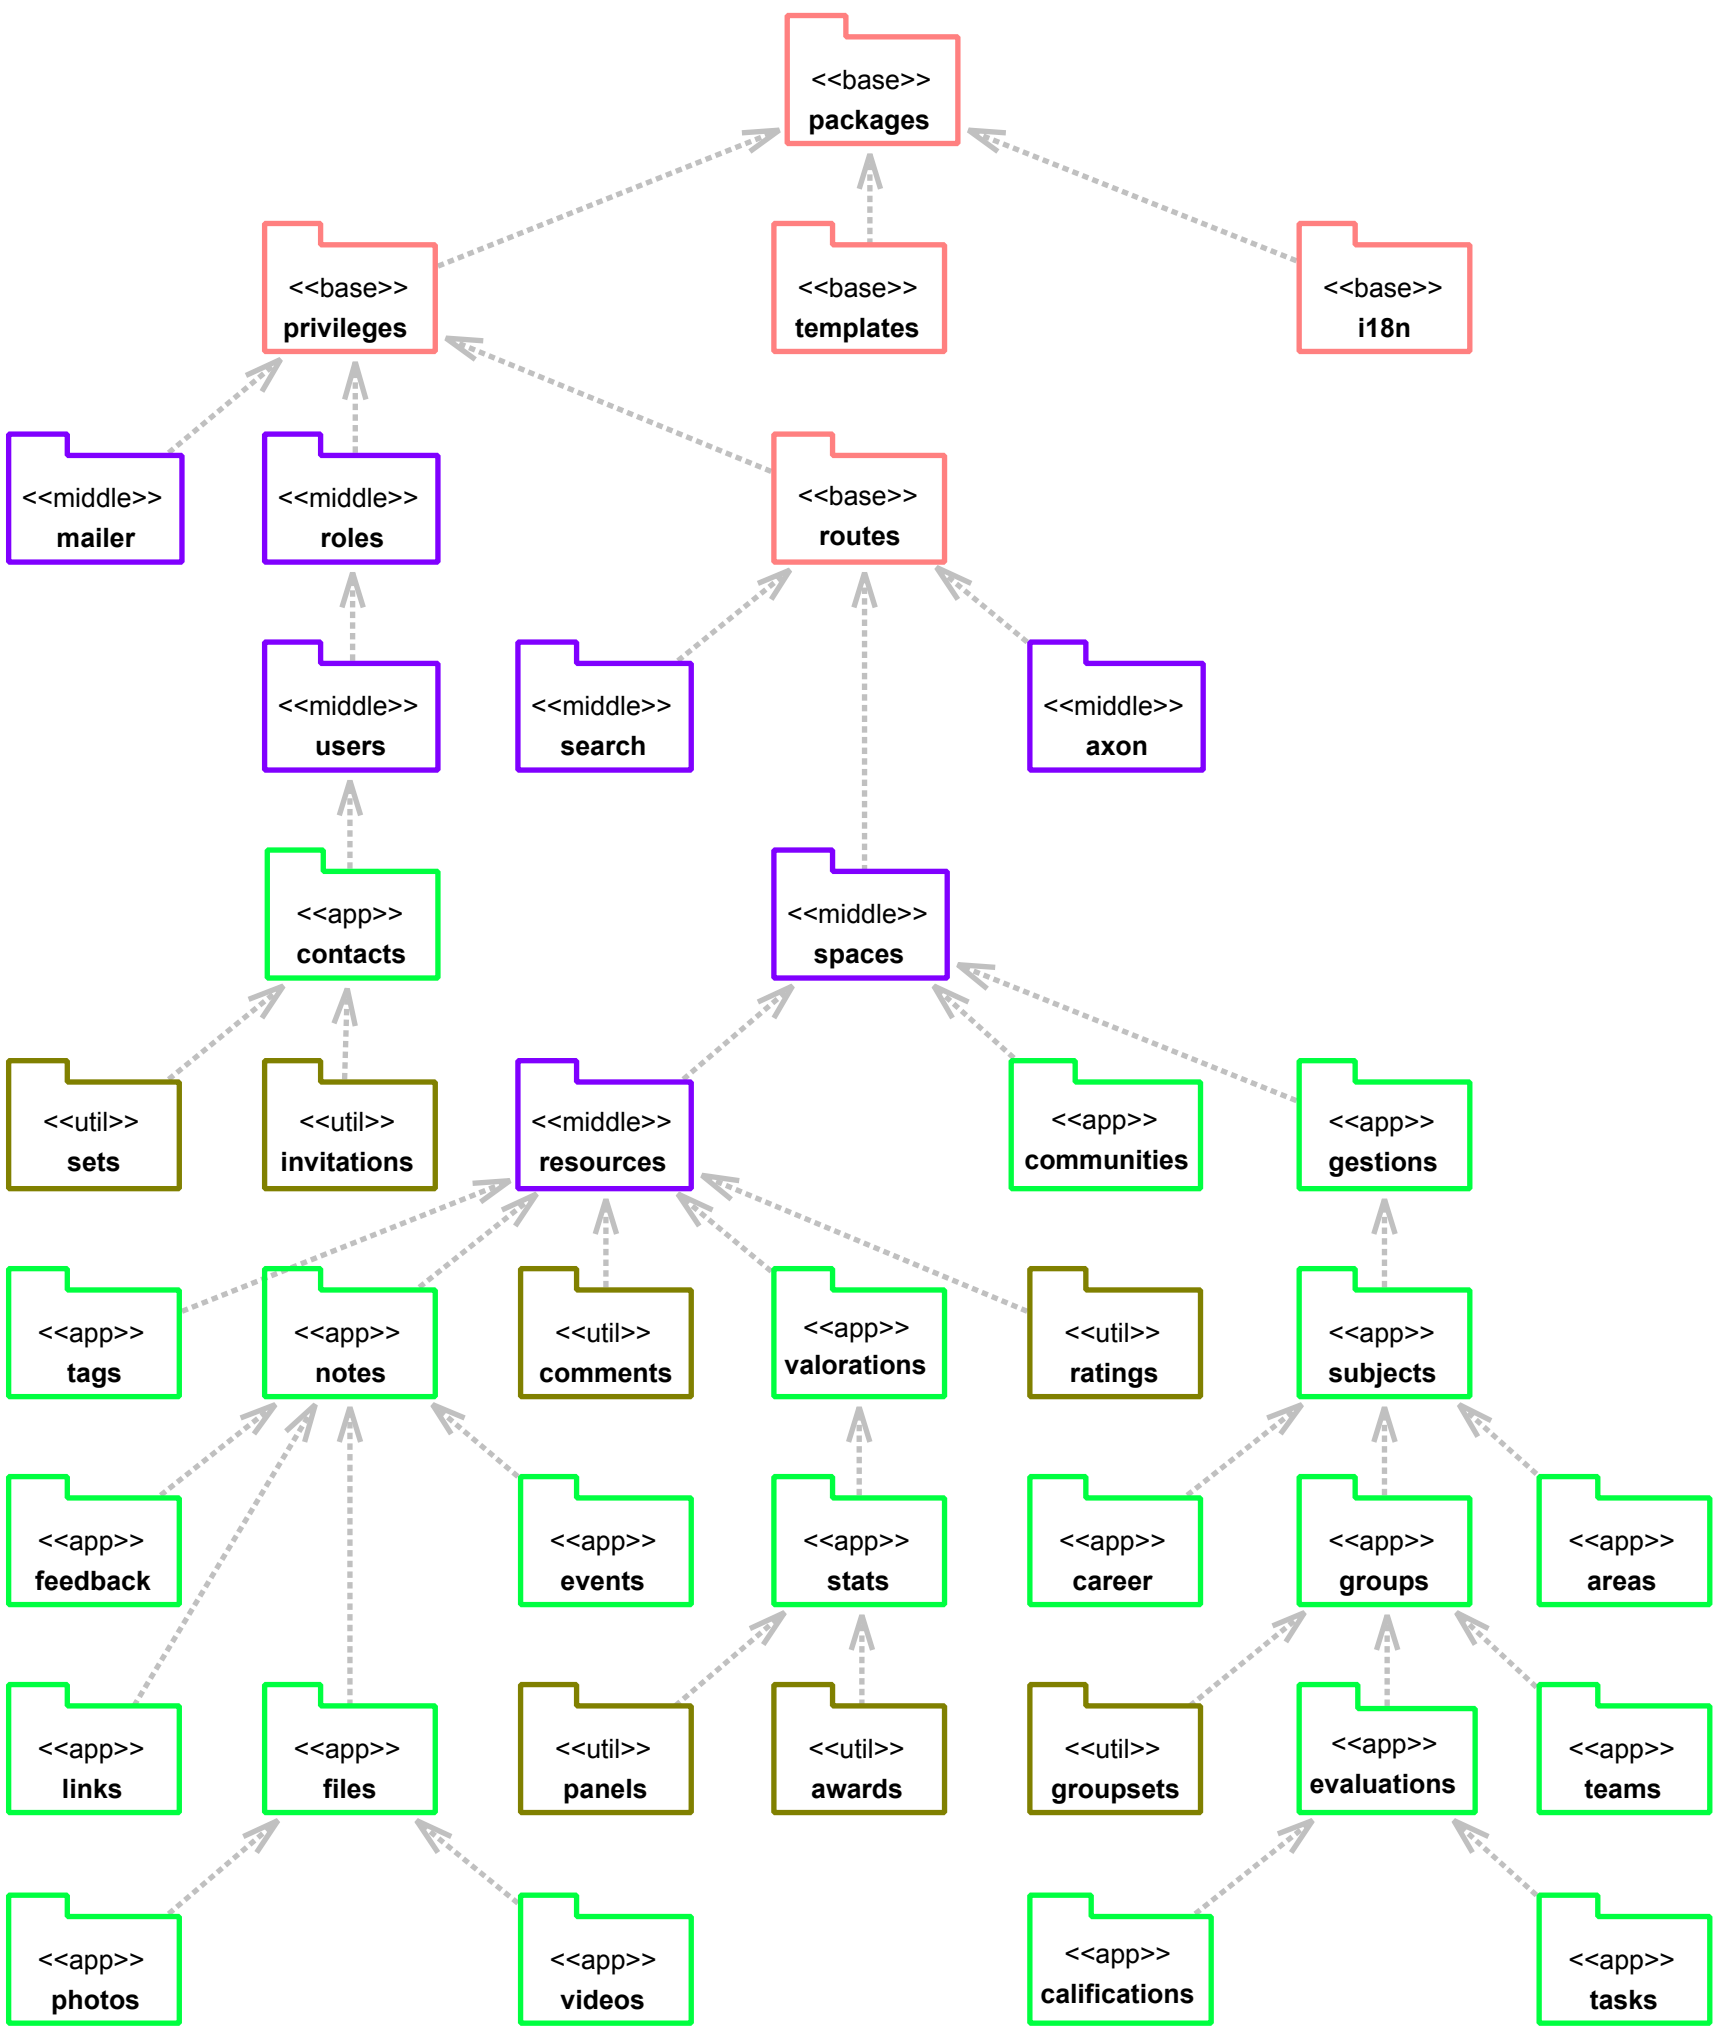 <<base>>
packages
<<base>>
privileges
<<base>>
templates
<<base>>
i18n
<<middle>>
mailer
<<middle>>
roles
<<base>>
routes
<<middle>>
users
<<middle>>
search
<<middle>>
axon
<<app>>
contacts
<<middle>>
spaces
<<util>>
sets
<<util>>
invitations
<<middle>>
resources
<<app>>
communities
<<app>>
gestions
<<app>>
tags
<<app>>
notes
<<util>>
comments
<<app>>
valorations
<<util>>
ratings
<<app>>
subjects
<<app>>
feedback
<<app>>
events
<<app>>
stats
<<app>>
career
<<app>>
groups
<<app>>
areas
<<app>>
links
<<app>>
files
<<util>>
panels
<<util>>
awards
<<util>>
groupsets
<<app>>
evaluations
<<app>>
teams
<<app>>
photos
<<app>>
videos
<<app>>
califications
<<app>>
tasks